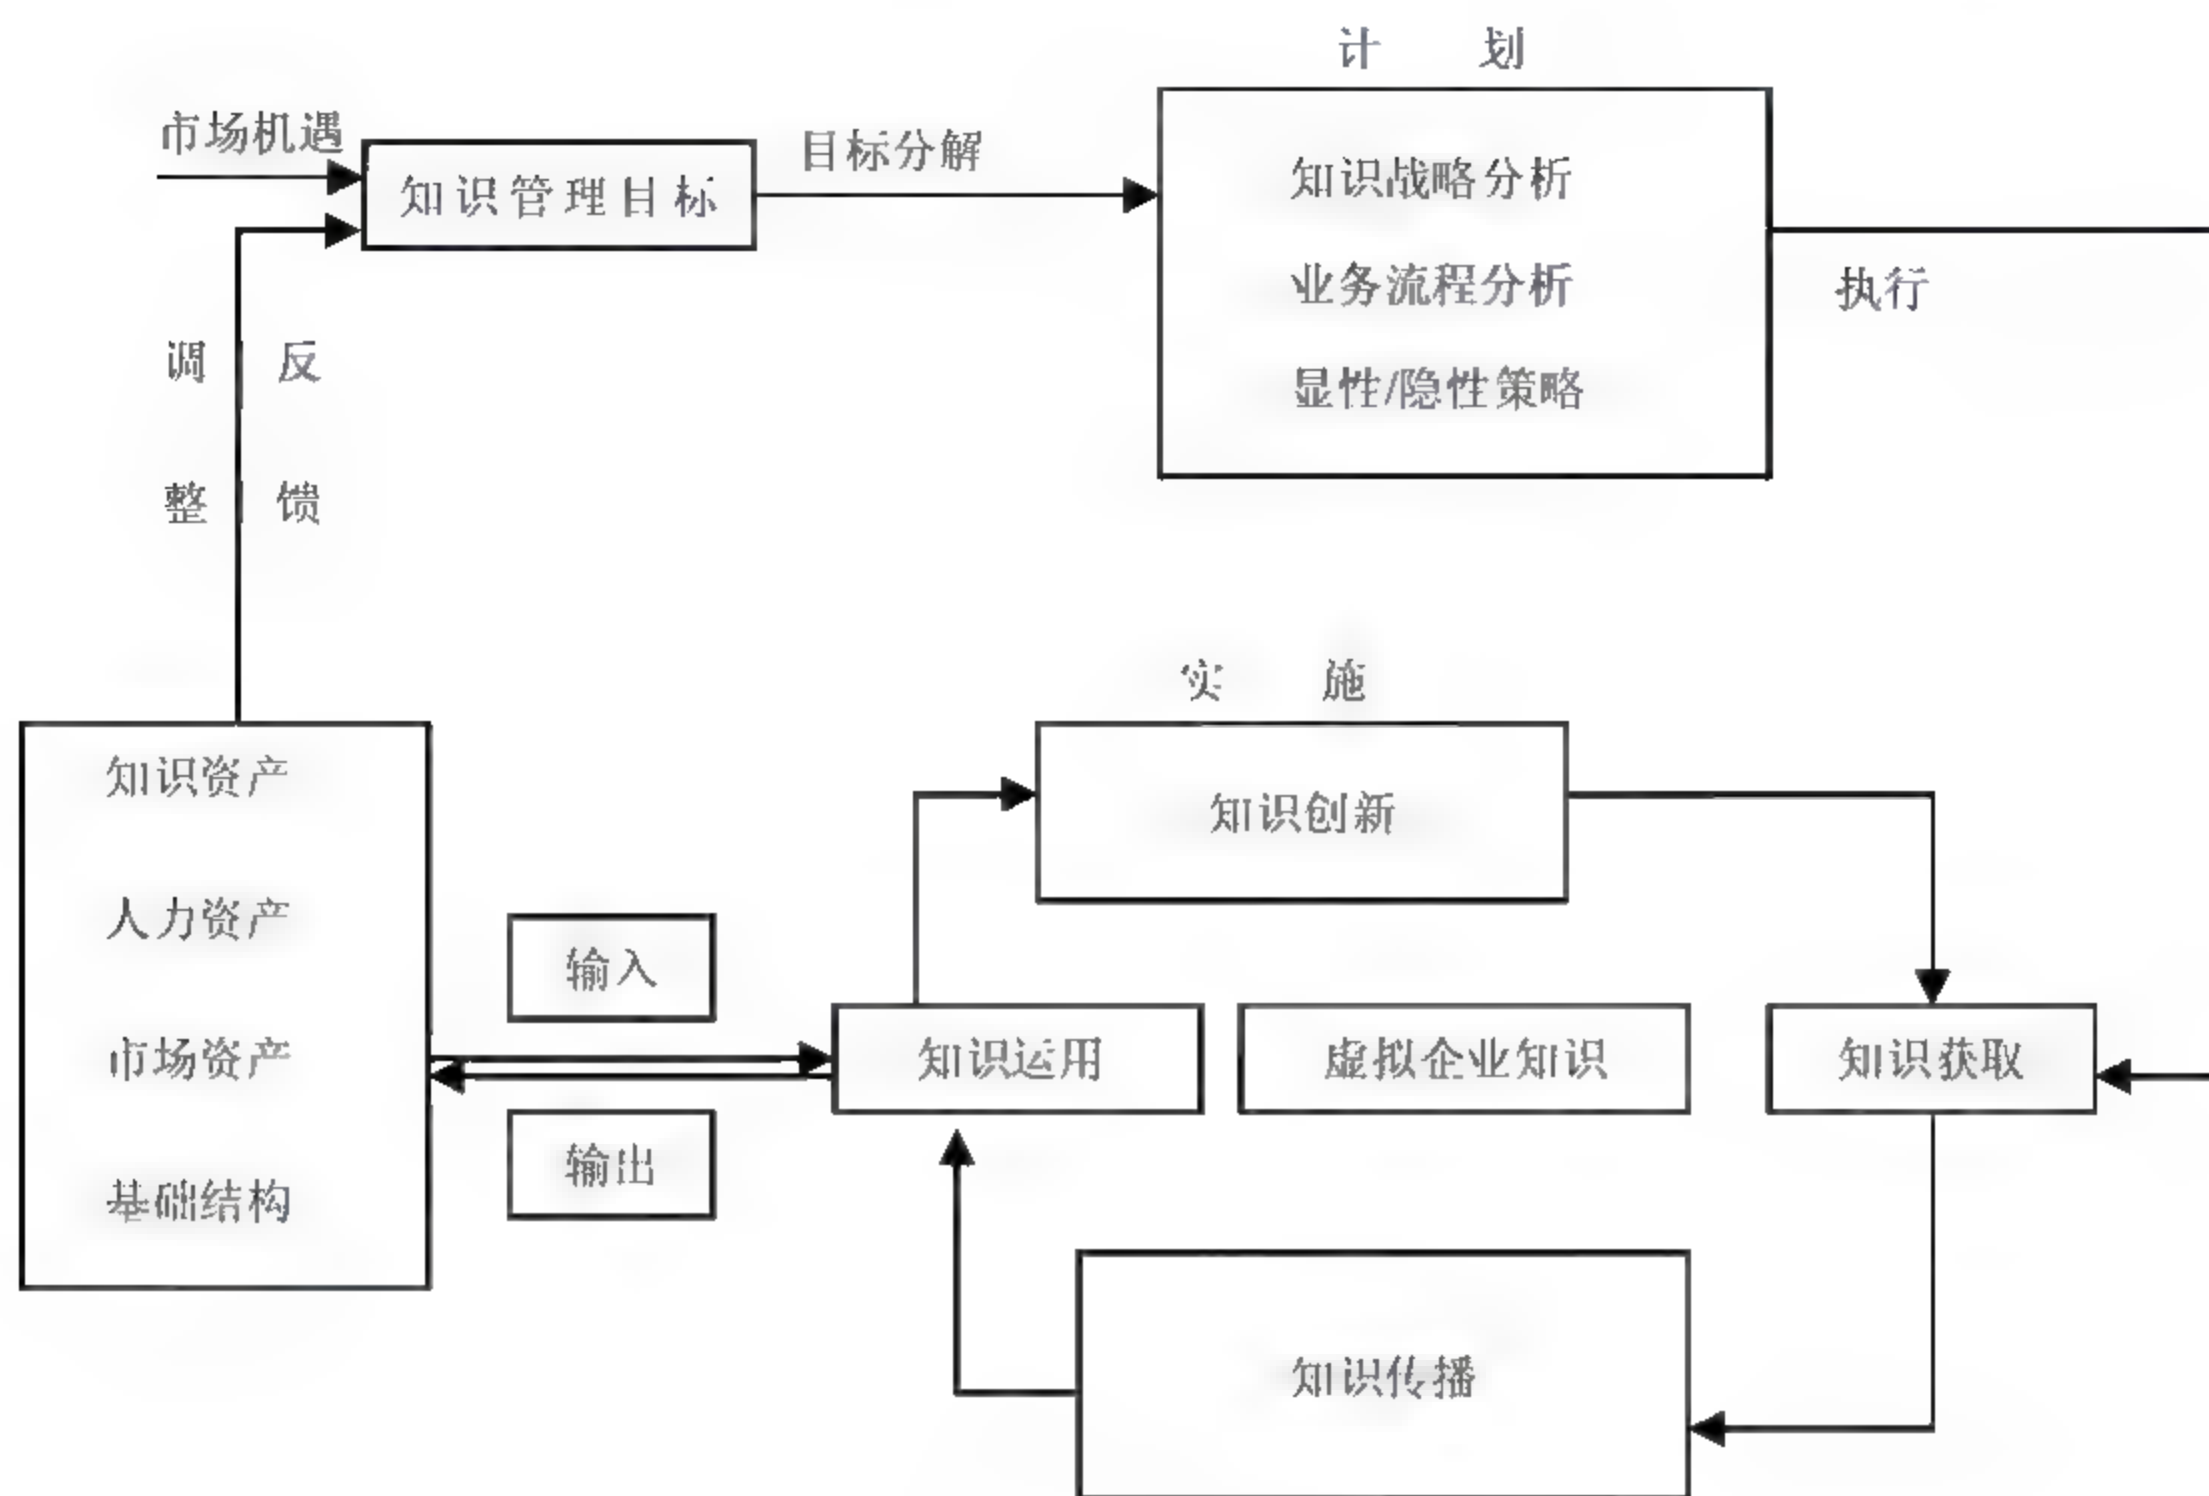 计 划
市场机遇
知识管理目标
目标分解
知识战略分析
业务流程分析
显性/隐性策略
执行
调 反
整 馈
实 施
知识资产
人力资产
市场资产
基础结构
输入
输出
知识创新
知识运用
虚拟企业知识
知识获取
知识传播